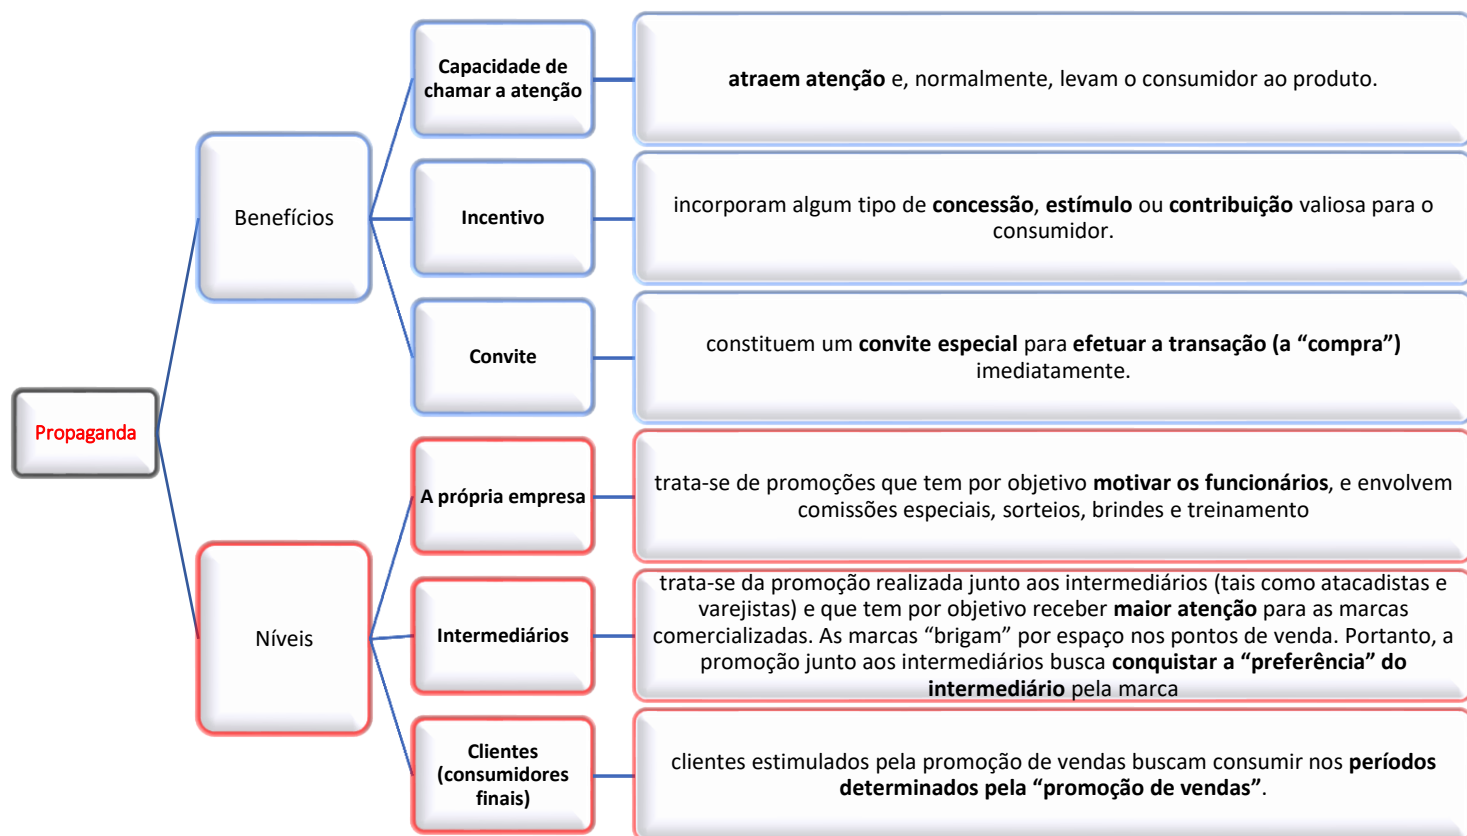 Propaganda
Benefícios
Capacidade de
chamar a atenção
atraem atenção e, normalmente, levam o consumidor ao produto.
Incentivo
incorporam algum tipo de concessão, estímulo ou contribuição valiosa para o
consumidor.
Convite
constituem um convite especial para efetuar a transação (a “compra”)
imediatamente.
Níveis
A própria empresa
trata-se de promoções que tem por objetivo motivar os funcionários, e envolvem
comissões especiais, sorteios, brindes e treinamento
Intermediários
trata-se da promoção realizada junto aos intermediários (tais como atacadistas e
varejistas) e que tem por objetivo receber maior atenção para as marcas
comercializadas. As marcas “brigam” por espaço nos pontos de venda. Portanto, a
promoção junto aos intermediários busca conquistar a “preferência” do
intermediário pela marca
Clientes
(consumidores
finais)
clientes estimulados pela promoção de vendas buscam consumir nos períodos
determinados pela “promoção de vendas”.